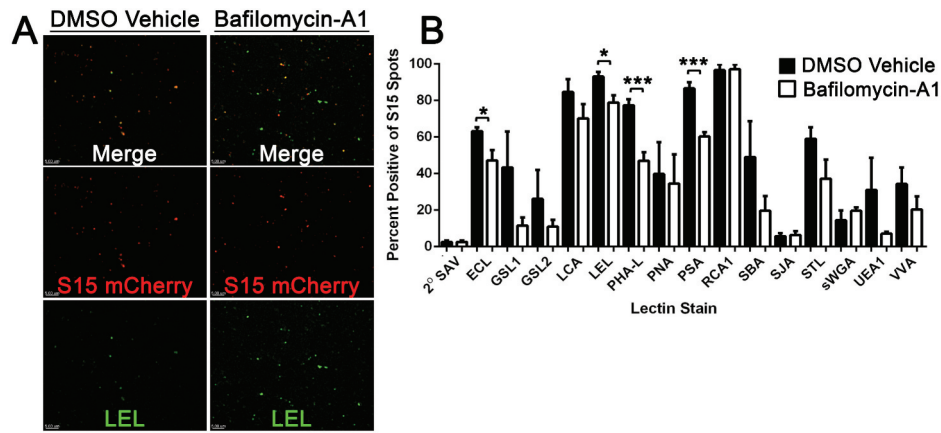 A
DMSO Vehicle
Bafilomycin-A1
Merge
Merge
S15 mCherry
S15 mCherry
LEL
LEL
B
Percent Positive of S15 Spots
100
80
60
40
20
0
*
*
***
***
DMSO Vehicle
Bafilomycin-A1
2° SAV
ECL
GSL1
GSL2
LCA
LEL
PHA-L
PNA
PSA
RCA1
SBA
SJA
STL
sWGA
UEA1
VVA
Lectin Stain